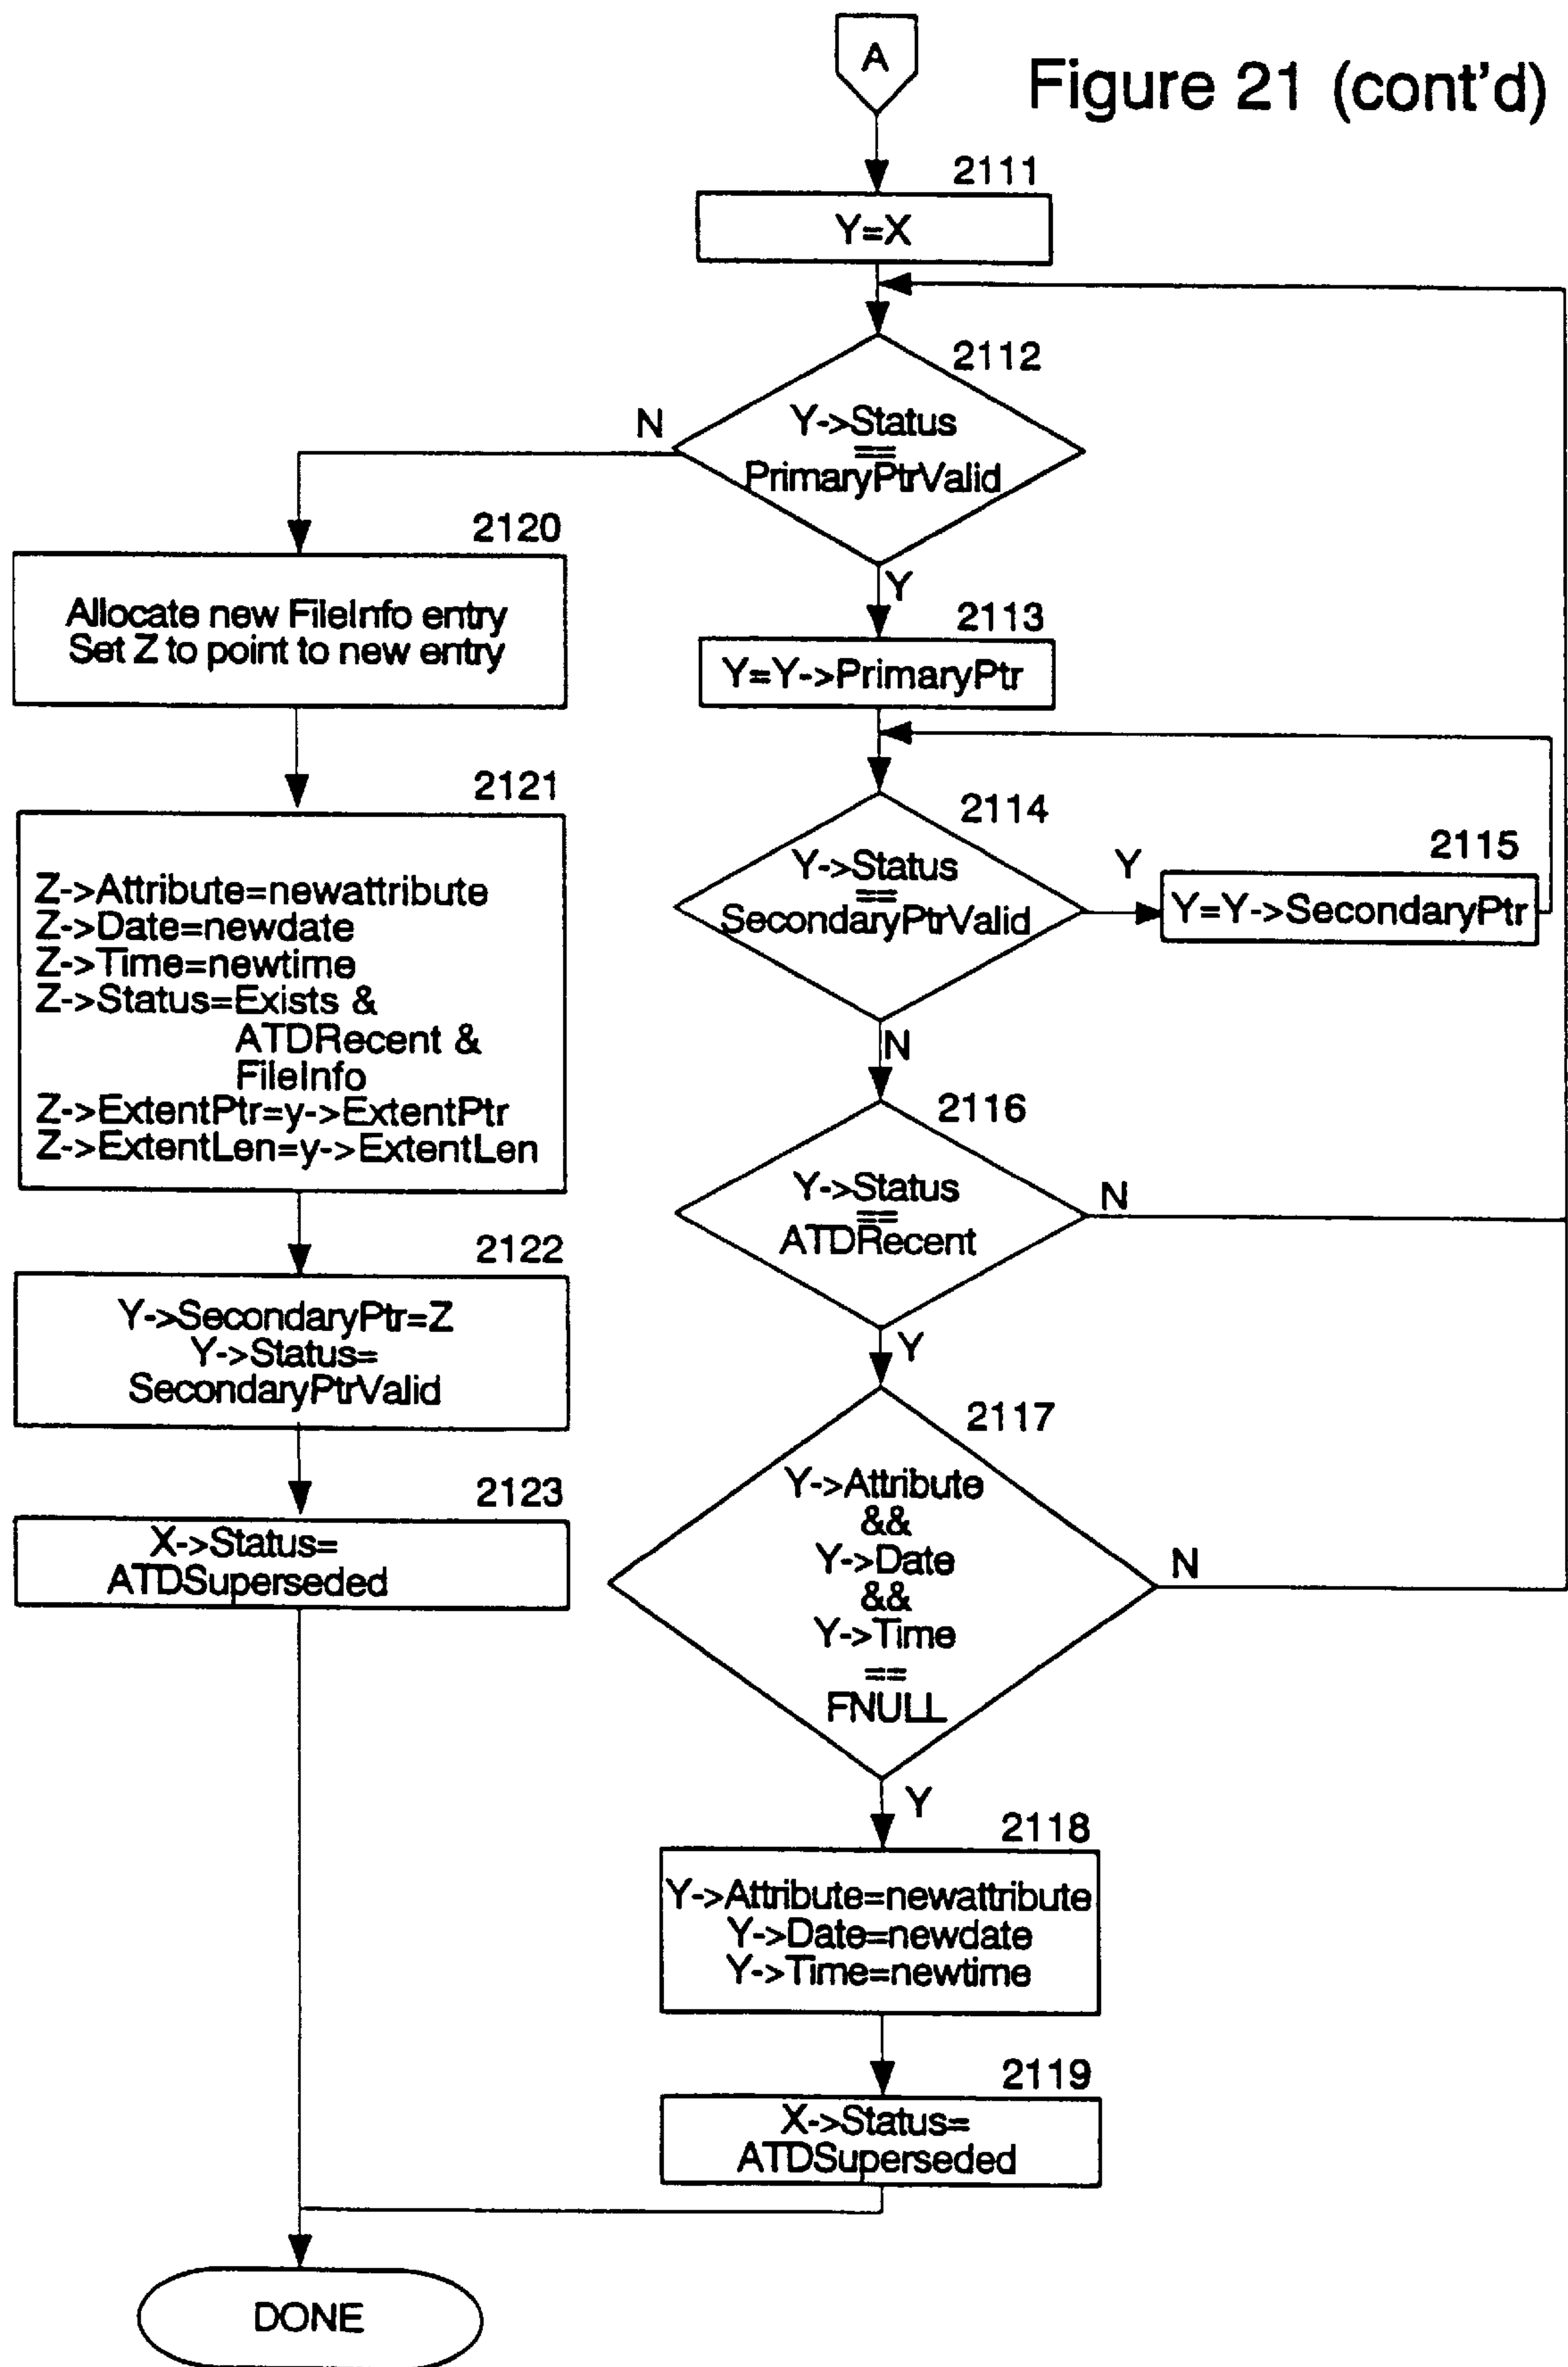 A
Figure 21 (cont'd)
2111
Y=X
2112
Y->Status
==
PrimaryPtrValid
N
Y
2120
Allocate new FileInfo entry
Set Z to point to new entry
2113
Y=Y->PrimaryPtr
2121
Z->Attribute=newattribute
Z->Date=newdate
Z->Time=newtime
Z->Status=Exists &
ATDRecent &
FileInfo
Z->ExtentPtr=y->ExtentPtr
Z->ExtentLen=y->ExtentLen
2114
Y->Status
==
SecondaryPtrValid
Y
N
2115
Y=Y->SecondaryPtr
2116
Y->Status
==
ATDRecent
N
Y
2122
Y->SecondaryPtr=Z
Y->Status=
SecondaryPtrValid
2117
Y->Attribute
&&
Y->Date
&&
Y->Time
==
FNULL
N
Y
2123
X->Status=
ATDSuperseded
2118
Y->Attribute=newattribute
Y->Date=newdate
Y->Time=newtime
2119
X->Status=
ATDSuperseded
DONE